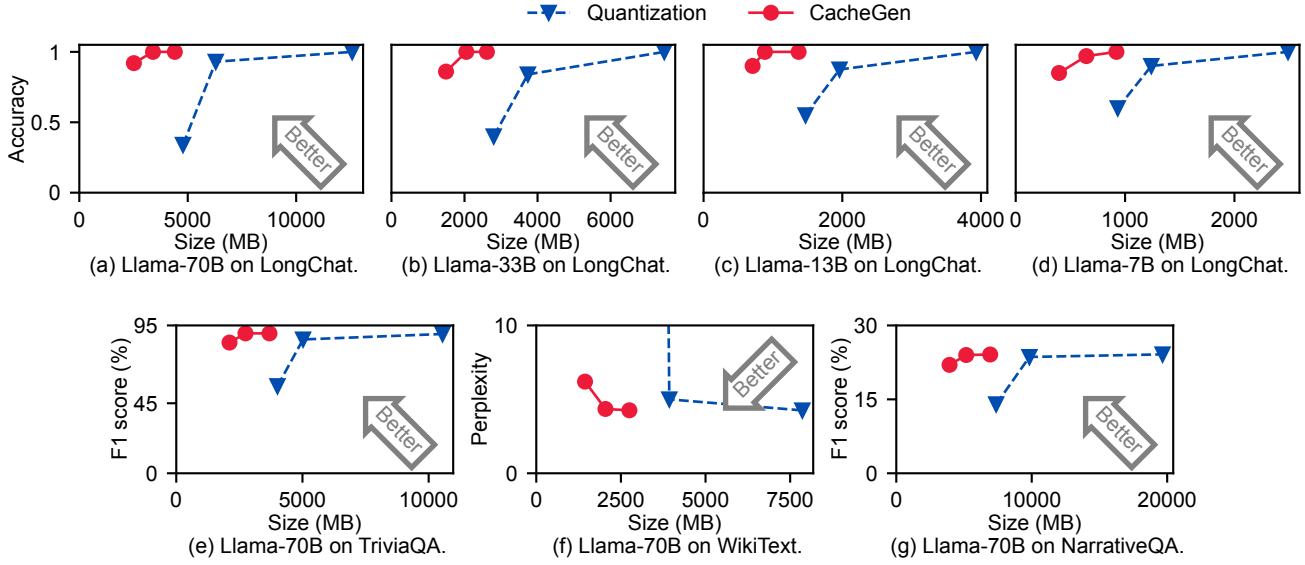 Quantization CacheGen
Accuracy
1
0.5
0
Better
0 5000 10000
Size (MB)
(a) Llama-70B on LongChat.
Better
0 2000 4000 6000
Size (MB)
(b) Llama-33B on LongChat.
Better
0 2000 4000
Size (MB)
(c) Llama-13B on LongChat.
Better
0 1000 2000
Size (MB)
(d) Llama-7B on LongChat.
F1 score (%)
95
45
0
Better
0 5000 10000
Size (MB)
(e) Llama-70B on TriviaQA.
Perplexity
10
0
Better
0 2500 5000 7500
Size (MB)
(f) Llama-70B on WikiText.
F1 score (%)
30
15
0
Better
0 10000 20000
Size (MB)
(g) Llama-70B on NarrativeQA.